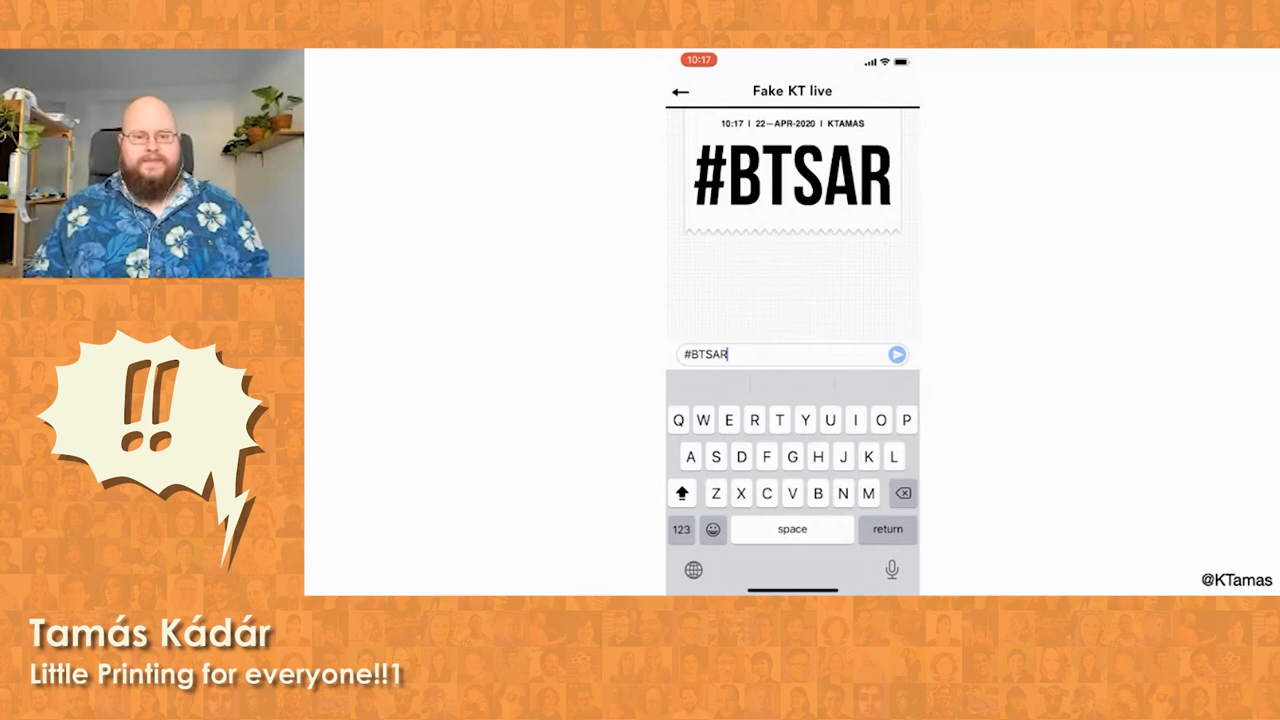 10:17
Fake KT live
10:17 | 22—APR-2020 | KTAMAS
#BTSAR
#BTSAR
Q W E R T Y U I O P
A S D F G H J K L
Z X C V B N M
123 space return
@KTamas
!!
Tamás Kádár
Little Printing for everyone!!1